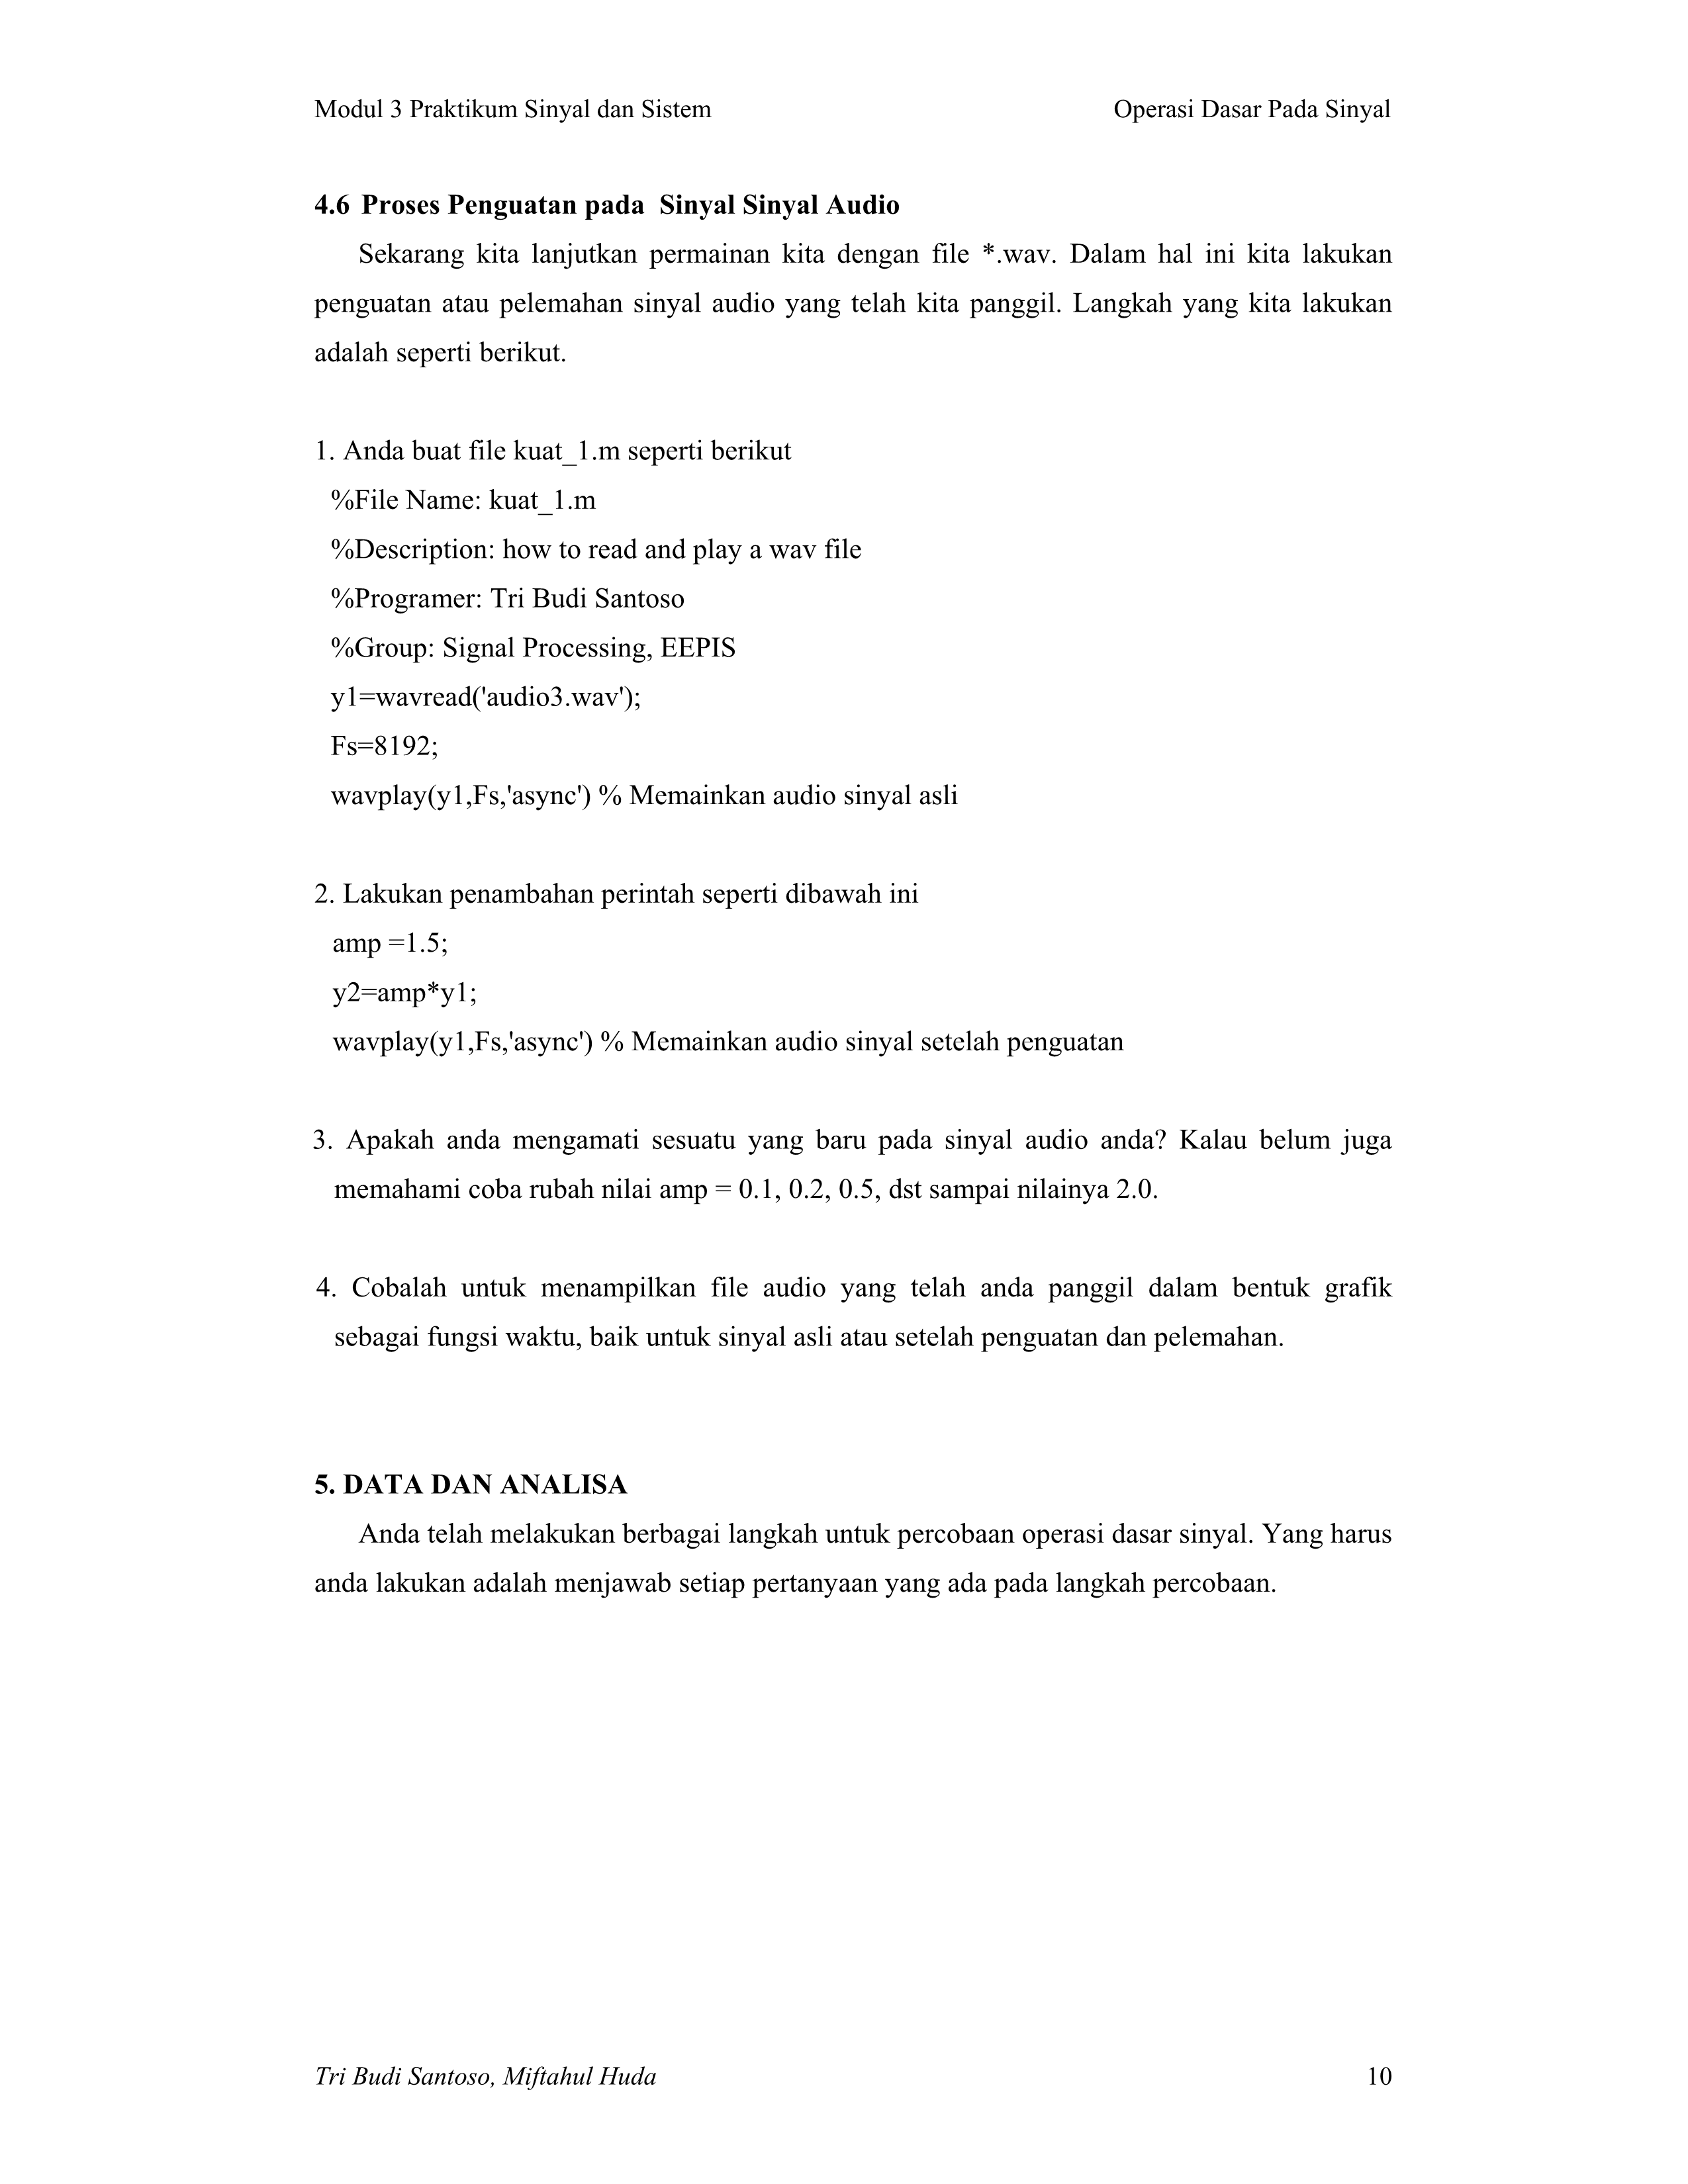 Modul 3 Praktikum Sinyal dan Sistem Operasi Dasar Pada Sinyal
4.6 Proses Penguatan pada Sinyal Sinyal Audio
Sekarang kita lanjutkan permainan kita dengan file *.wav. Dalam hal ini kita lakukan
penguatan atau pelemahan sinyal audio yang telah kita panggil. Langkah yang kita lakukan
adalah seperti berikut.
1. Anda buat file kuat_1.m seperti berikut
%File Name: kuat_1.m
%Description: how to read and play a wav file
%Programer: Tri Budi Santoso
%Group: Signal Processing, EEPIS
y1=wavread('audio3.wav');
Fs=8192;
wavplay(y1,Fs,'async') % Memainkan audio sinyal asli
2. Lakukan penambahan perintah seperti dibawah ini
amp =1.5;
y2=amp*y1;
wavplay(y1,Fs,'async') % Memainkan audio sinyal setelah penguatan
3. Apakah anda mengamati sesuatu yang baru pada sinyal audio anda? Kalau belum juga
memahami coba rubah nilai amp = 0.1, 0.2, 0.5, dst sampai nilainya 2.0.
4. Cobalah untuk menampilkan file audio yang telah anda panggil dalam bentuk grafik
sebagai fungsi waktu, baik untuk sinyal asli atau setelah penguatan dan pelemahan.
5. DATA DAN ANALISA
Anda telah melakukan berbagai langkah untuk percobaan operasi dasar sinyal. Yang harus
anda lakukan adalah menjawab setiap pertanyaan yang ada pada langkah percobaan.
Tri Budi Santoso, Miftahul Huda 10